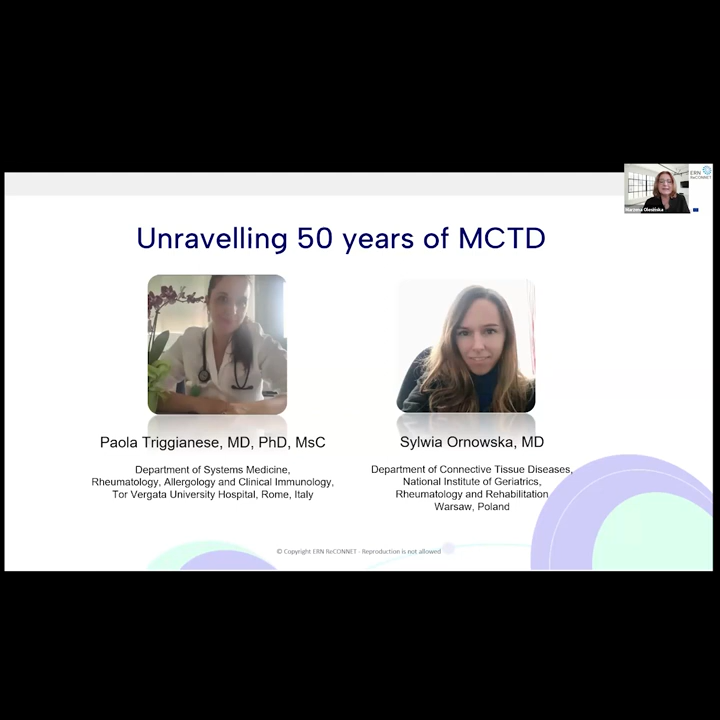 ERN
ReCONNET
Marzena Olesińska
Unravelling 50 years of MCTD
Paola Triggianese, MD, PhD, MsC
Department of Systems Medicine,
Rheumatology, Allergology and Clinical Immunology,
Tor Vergata University Hospital, Rome, Italy
Sylwia Ornowska, MD
Department of Connective Tissue Diseases,
National Institute of Geriatrics,
Rheumatology and Rehabilitation
Warsaw, Poland
© Copyright ERN ReCONNET - Reproduction is not allowed